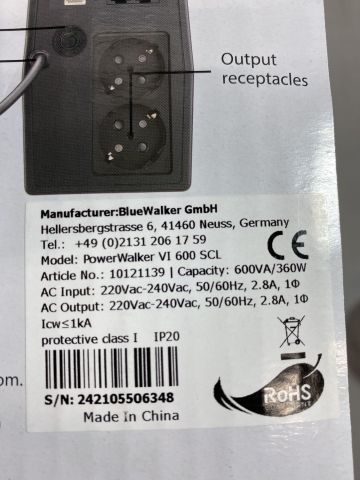 Output
receptacles
Manufacturer:BlueWalker GmbH
Hellersbergstrasse 6, 41460 Neuss, Germany
Tel.: +49 (0)2131 206 17 59
Model: PowerWalker VI 600 SCL
Article No.: 10121139 | Capacity: 600VA/360W
AC Input: 220Vac-240Vac, 50/60Hz, 2.8A, 1Φ
AC Output: 220Vac-240Vac, 50/60Hz, 2.8A, 1Φ
Icw≤1kA
protective class I IP20
CE
om.
S/N: 242105506348
Made In China
RoHS